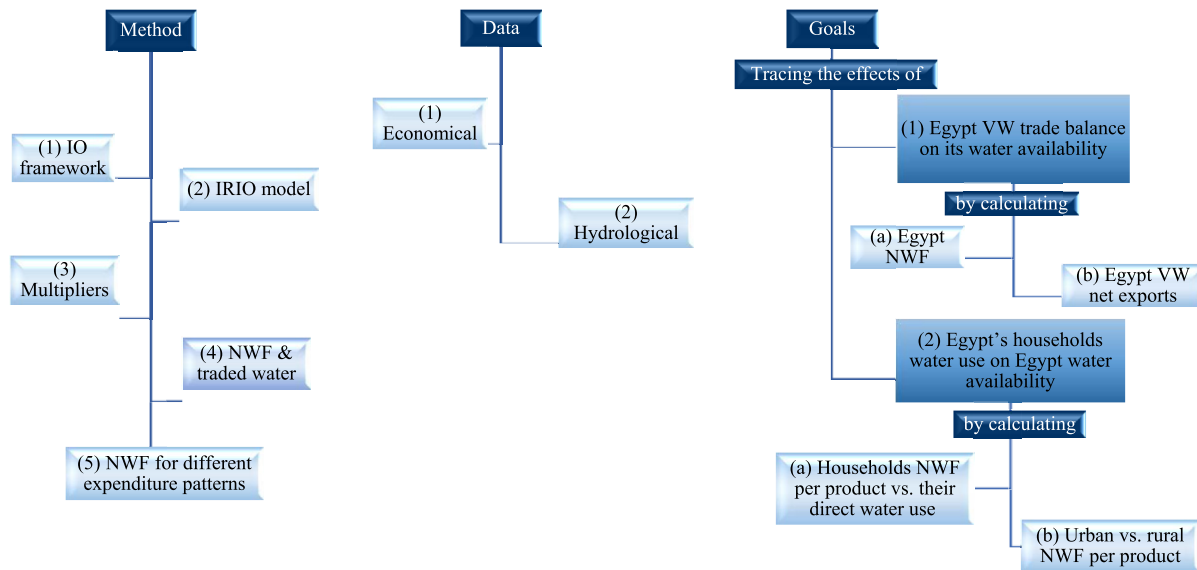 Method
(1) IO
framework
(2) IRIO model
(3)
Multipliers
(4) NWF &
traded water
(5) NWF for different
expenditure patterns
Data
(1)
Economical
(2)
Hydrological
Goals
Tracing the effects of
(1) Egypt VW trade balance
on its water availability
by calculating
(a) Egypt
NWF
(b) Egypt VW
net exports
(2) Egypt’s households
water use on Egypt water
availability
by calculating
(a) Households NWF
per product vs. their
direct water use
(b) Urban vs. rural
NWF per product